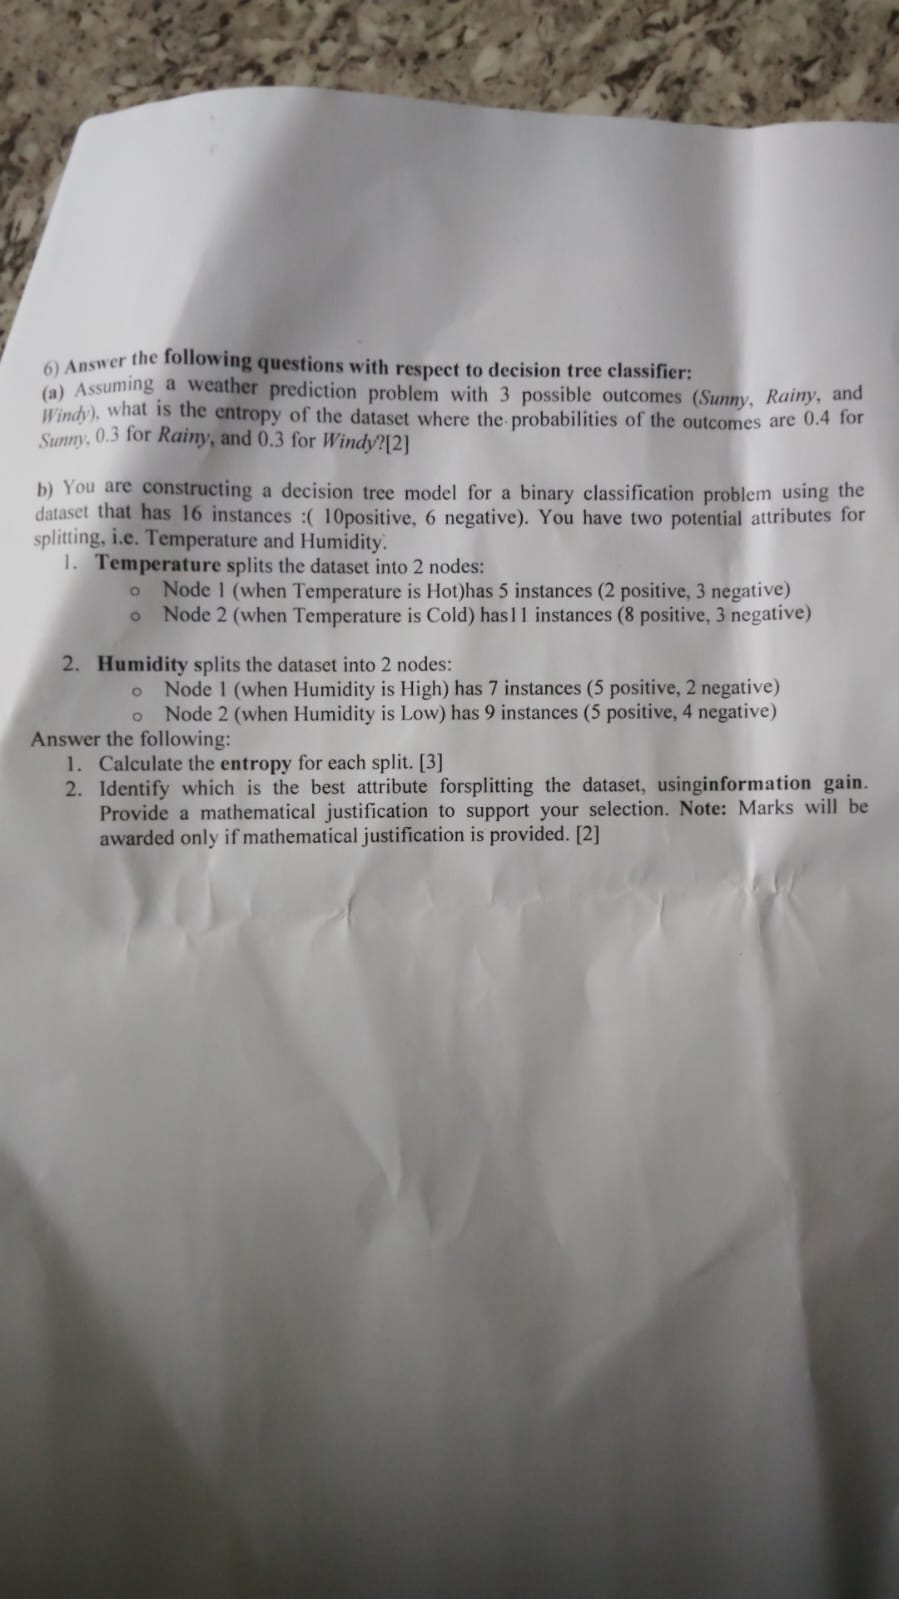 6) Answer the following questions with respect to decision tree classifier:
(a) Assuming a weather prediction problem with 3 possible outcomes (Sunny, Rainy, and
Windy), what is the entropy of the dataset where the probabilities of the outcomes are 0.4 for
Sunny, 0.3 for Rainy, and 0.3 for Windy?[2]
b) You are constructing a decision tree model for a binary classification problem using the
dataset that has 16 instances :( 10positive, 6 negative). You have two potential attributes for
splitting, i.e. Temperature and Humidity.
1. Temperature splits the dataset into 2 nodes:
o Node 1 (when Temperature is Hot)has 5 instances (2 positive, 3 negative)
o Node 2 (when Temperature is Cold) has11 instances (8 positive, 3 negative)
2. Humidity splits the dataset into 2 nodes:
o Node 1 (when Humidity is High) has 7 instances (5 positive, 2 negative)
o Node 2 (when Humidity is Low) has 9 instances (5 positive, 4 negative)
Answer the following:
1. Calculate the entropy for each split. [3]
2. Identify which is the best attribute forsplitting the dataset, usinginformation gain.
Provide a mathematical justification to support your selection. Note: Marks will be
awarded only if mathematical justification is provided. [2]